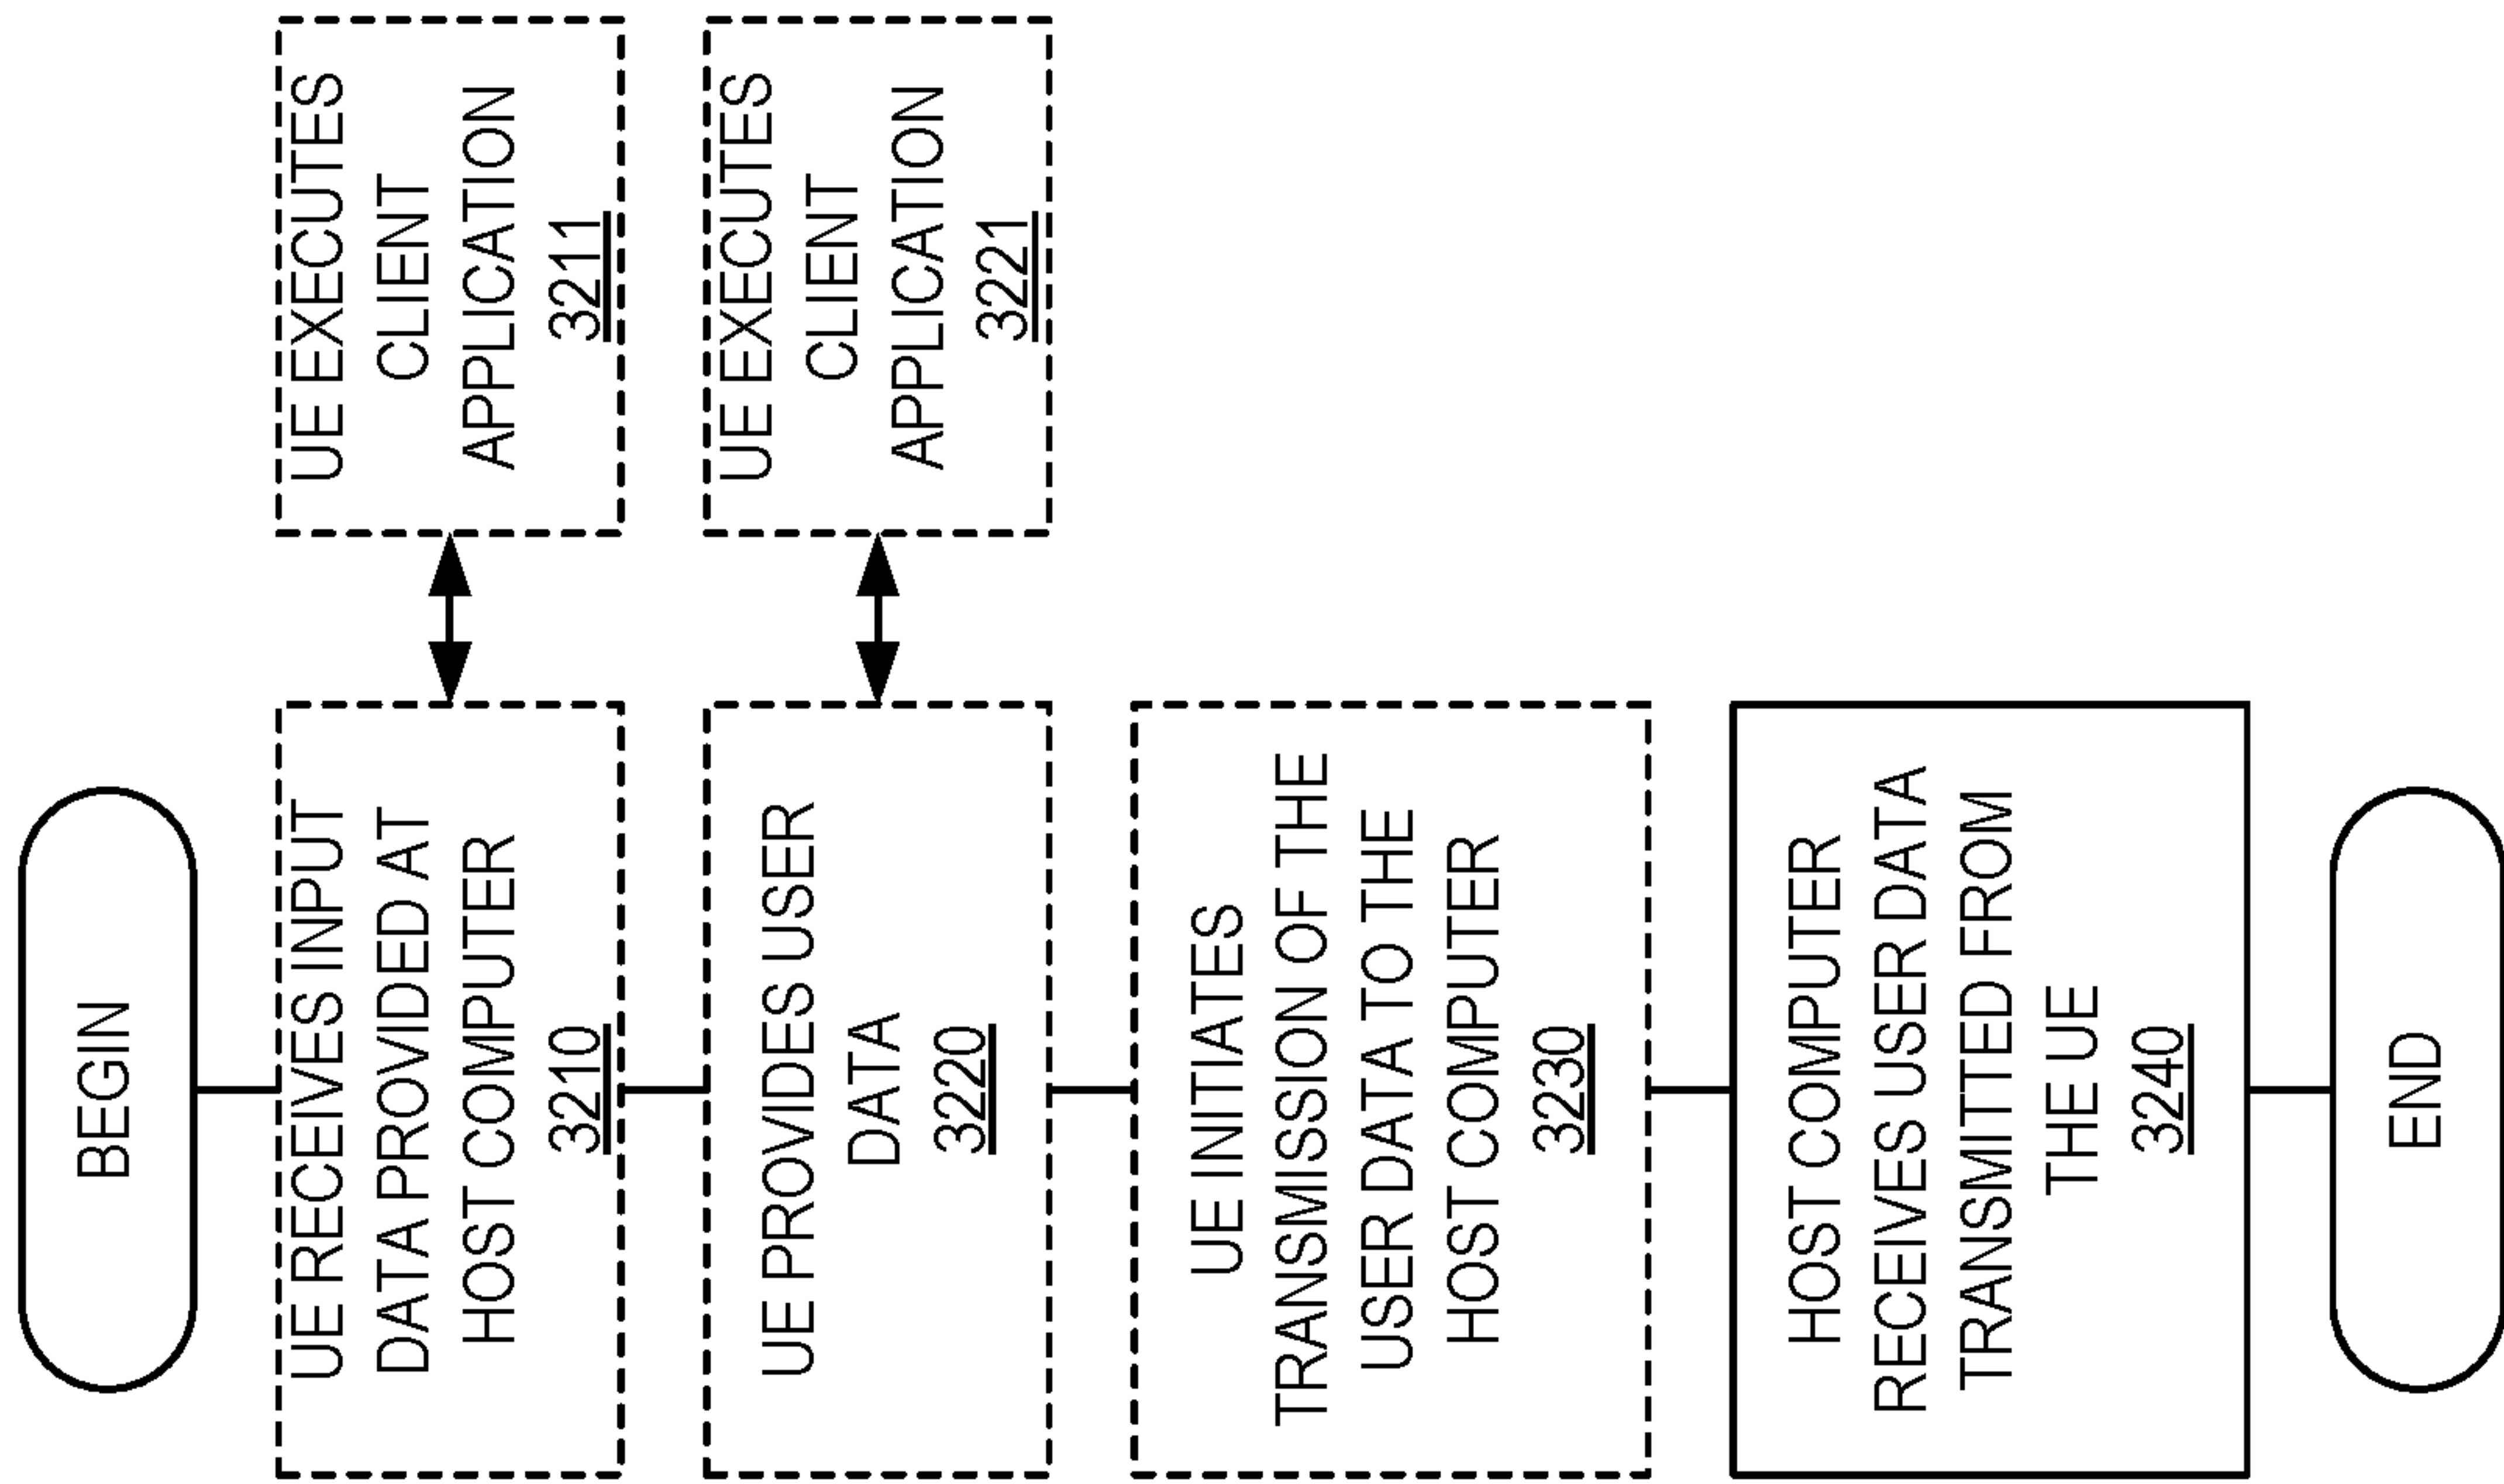 BEGIN
UE RECEIVES INPUT
DATA PROVIDED AT
HOST COMPUTER
3210
UE EXECUTES
CLIENT
APPLICATION
3211
UE PROVIDES USER
DATA
3220
UE EXECUTES
CLIENT
APPLICATION
3221
UE INITIATES
TRANSMISSION OF THE
USER DATA TO THE
HOST COMPUTER
3230
HOST COMPUTER
RECEIVES USER DATA
TRANSMITTED FROM
THE UE
3240
END